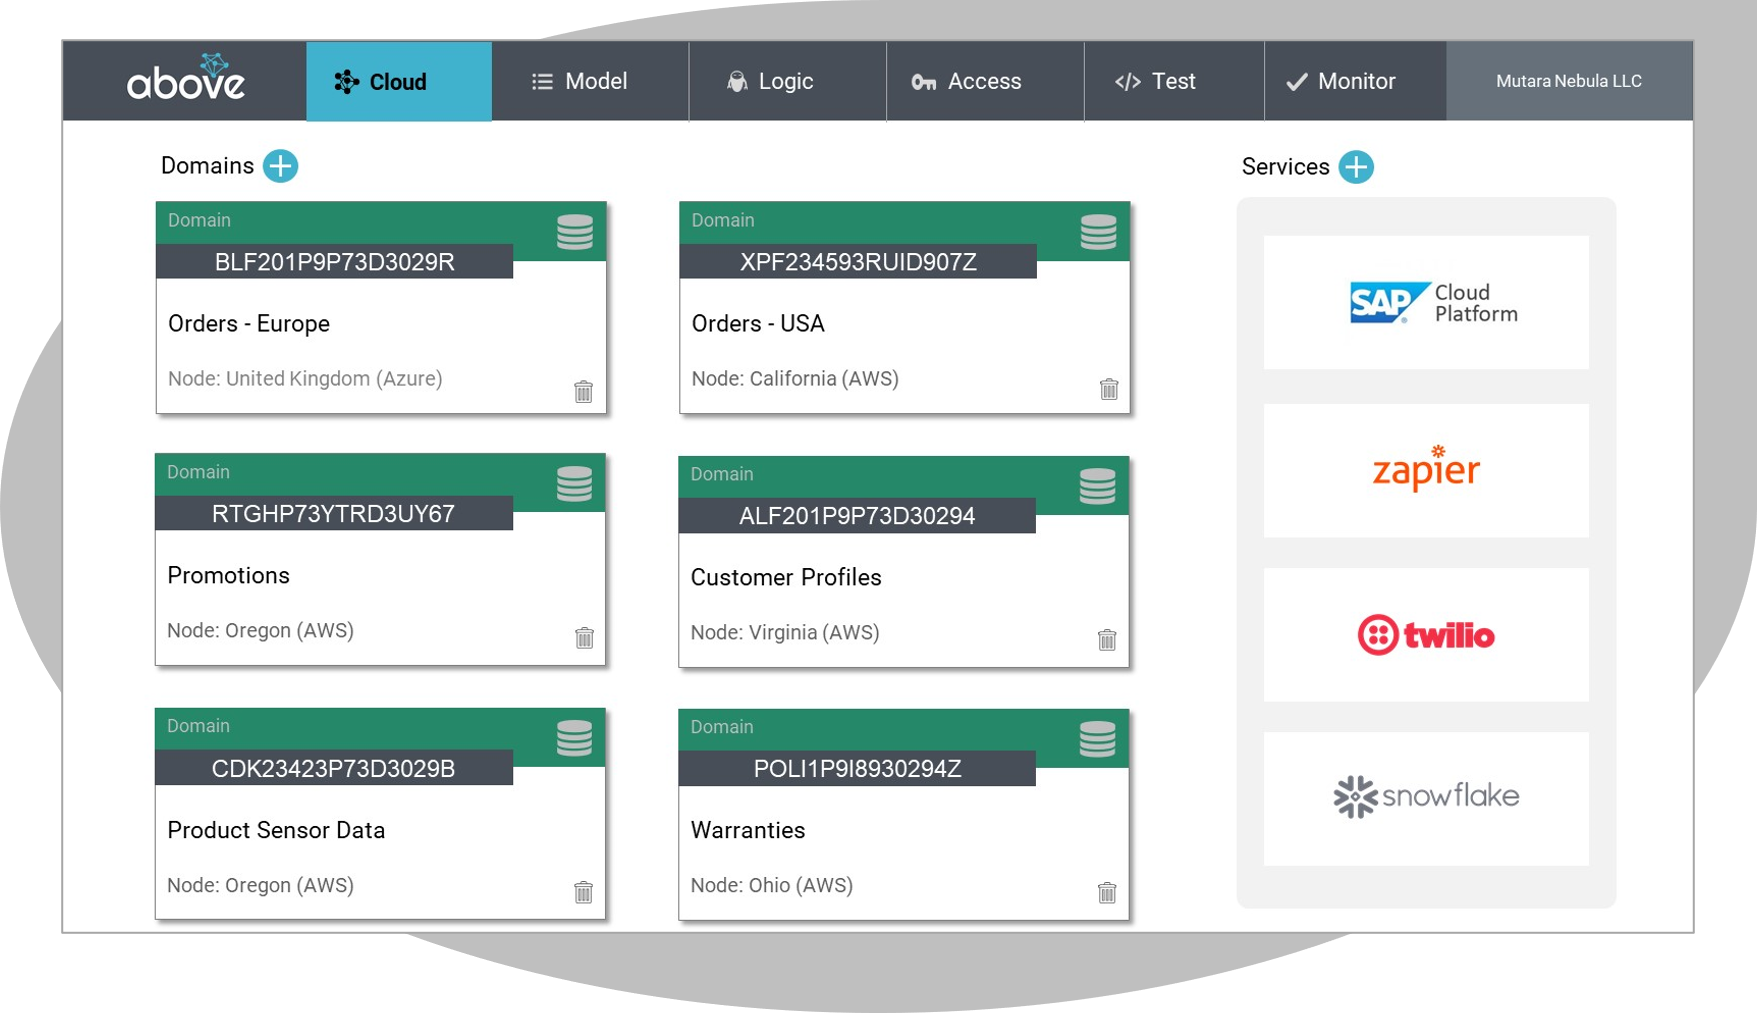 above
Cloud
Model
Logic
Access
Test
Monitor
Mutara Nebula LLC
Domains
Services
Domain
BLF201P9P73D3029R
Orders - Europe
Node: United Kingdom (Azure)
Domain
XPF234593RUID907Z
Orders - USA
Node: California (AWS)
Domain
RTGHP73YTRD3UY67
Promotions
Node: Oregon (AWS)
Domain
ALF201P9P73D30294
Customer Profiles
Node: Virginia (AWS)
Domain
CDK23423P73D3029B
Product Sensor Data
Node: Oregon (AWS)
Domain
POLI1P9I8930294Z
Warranties
Node: Ohio (AWS)
SAP Cloud
Platform
zapier
twilio
snowflake